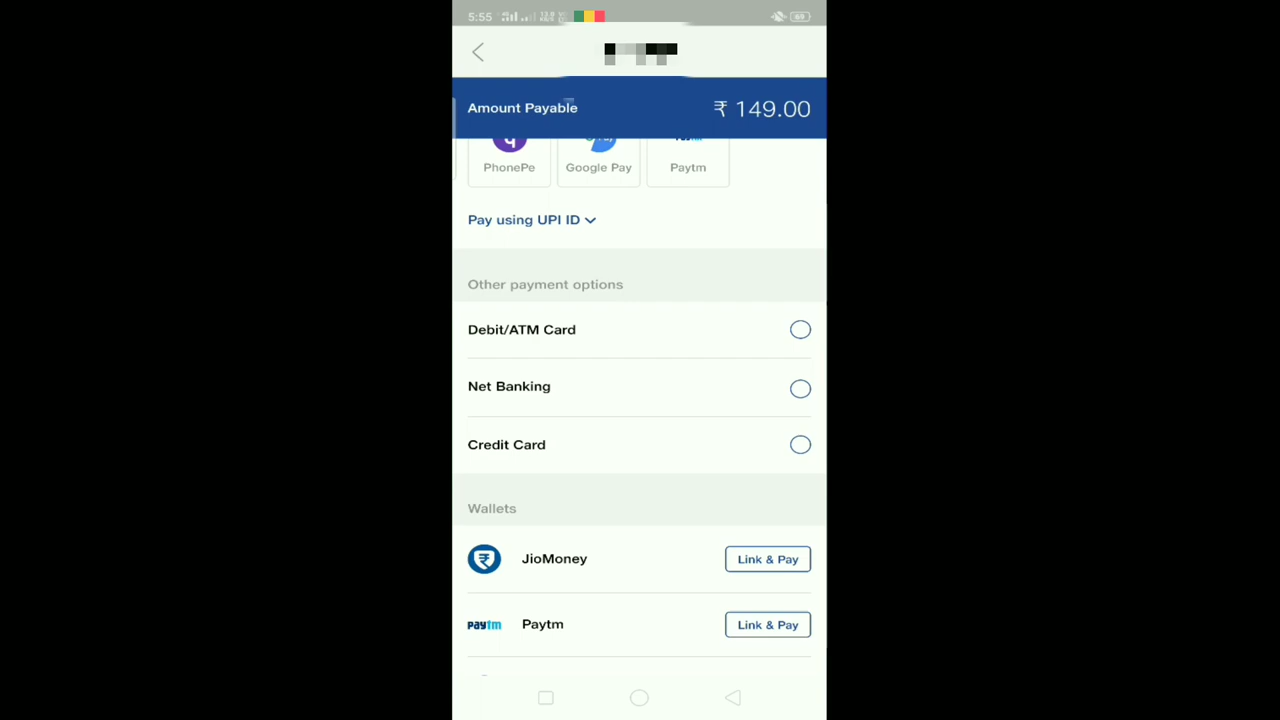 5:55
Amount Payable ₹ 149.00
PhonePe Google Pay Paytm
Pay using UPI ID
Other payment options
Debit/ATM Card
Net Banking
Credit Card
Wallets
JioMoney Link & Pay
paytm Paytm Link & Pay